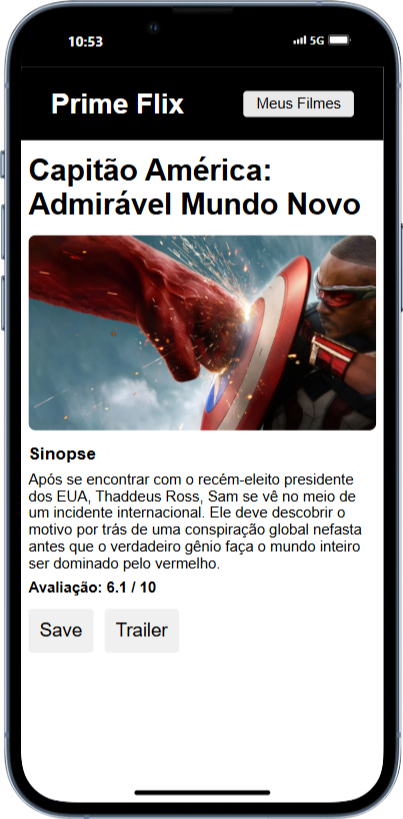 10:53
5G
Prime Flix
Meus Filmes
Capitão América:
Admirável Mundo Novo
Sinopse
Após se encontrar com o recém-eleito presidente
dos EUA, Thaddeus Ross, Sam se vê no meio de
um incidente internacional. Ele deve descobrir o
motivo por trás de uma conspiração global nefasta
antes que o verdadeiro gênio faça o mundo inteiro
ser dominado pelo vermelho.
Avaliação: 6.1 / 10
Save
Trailer